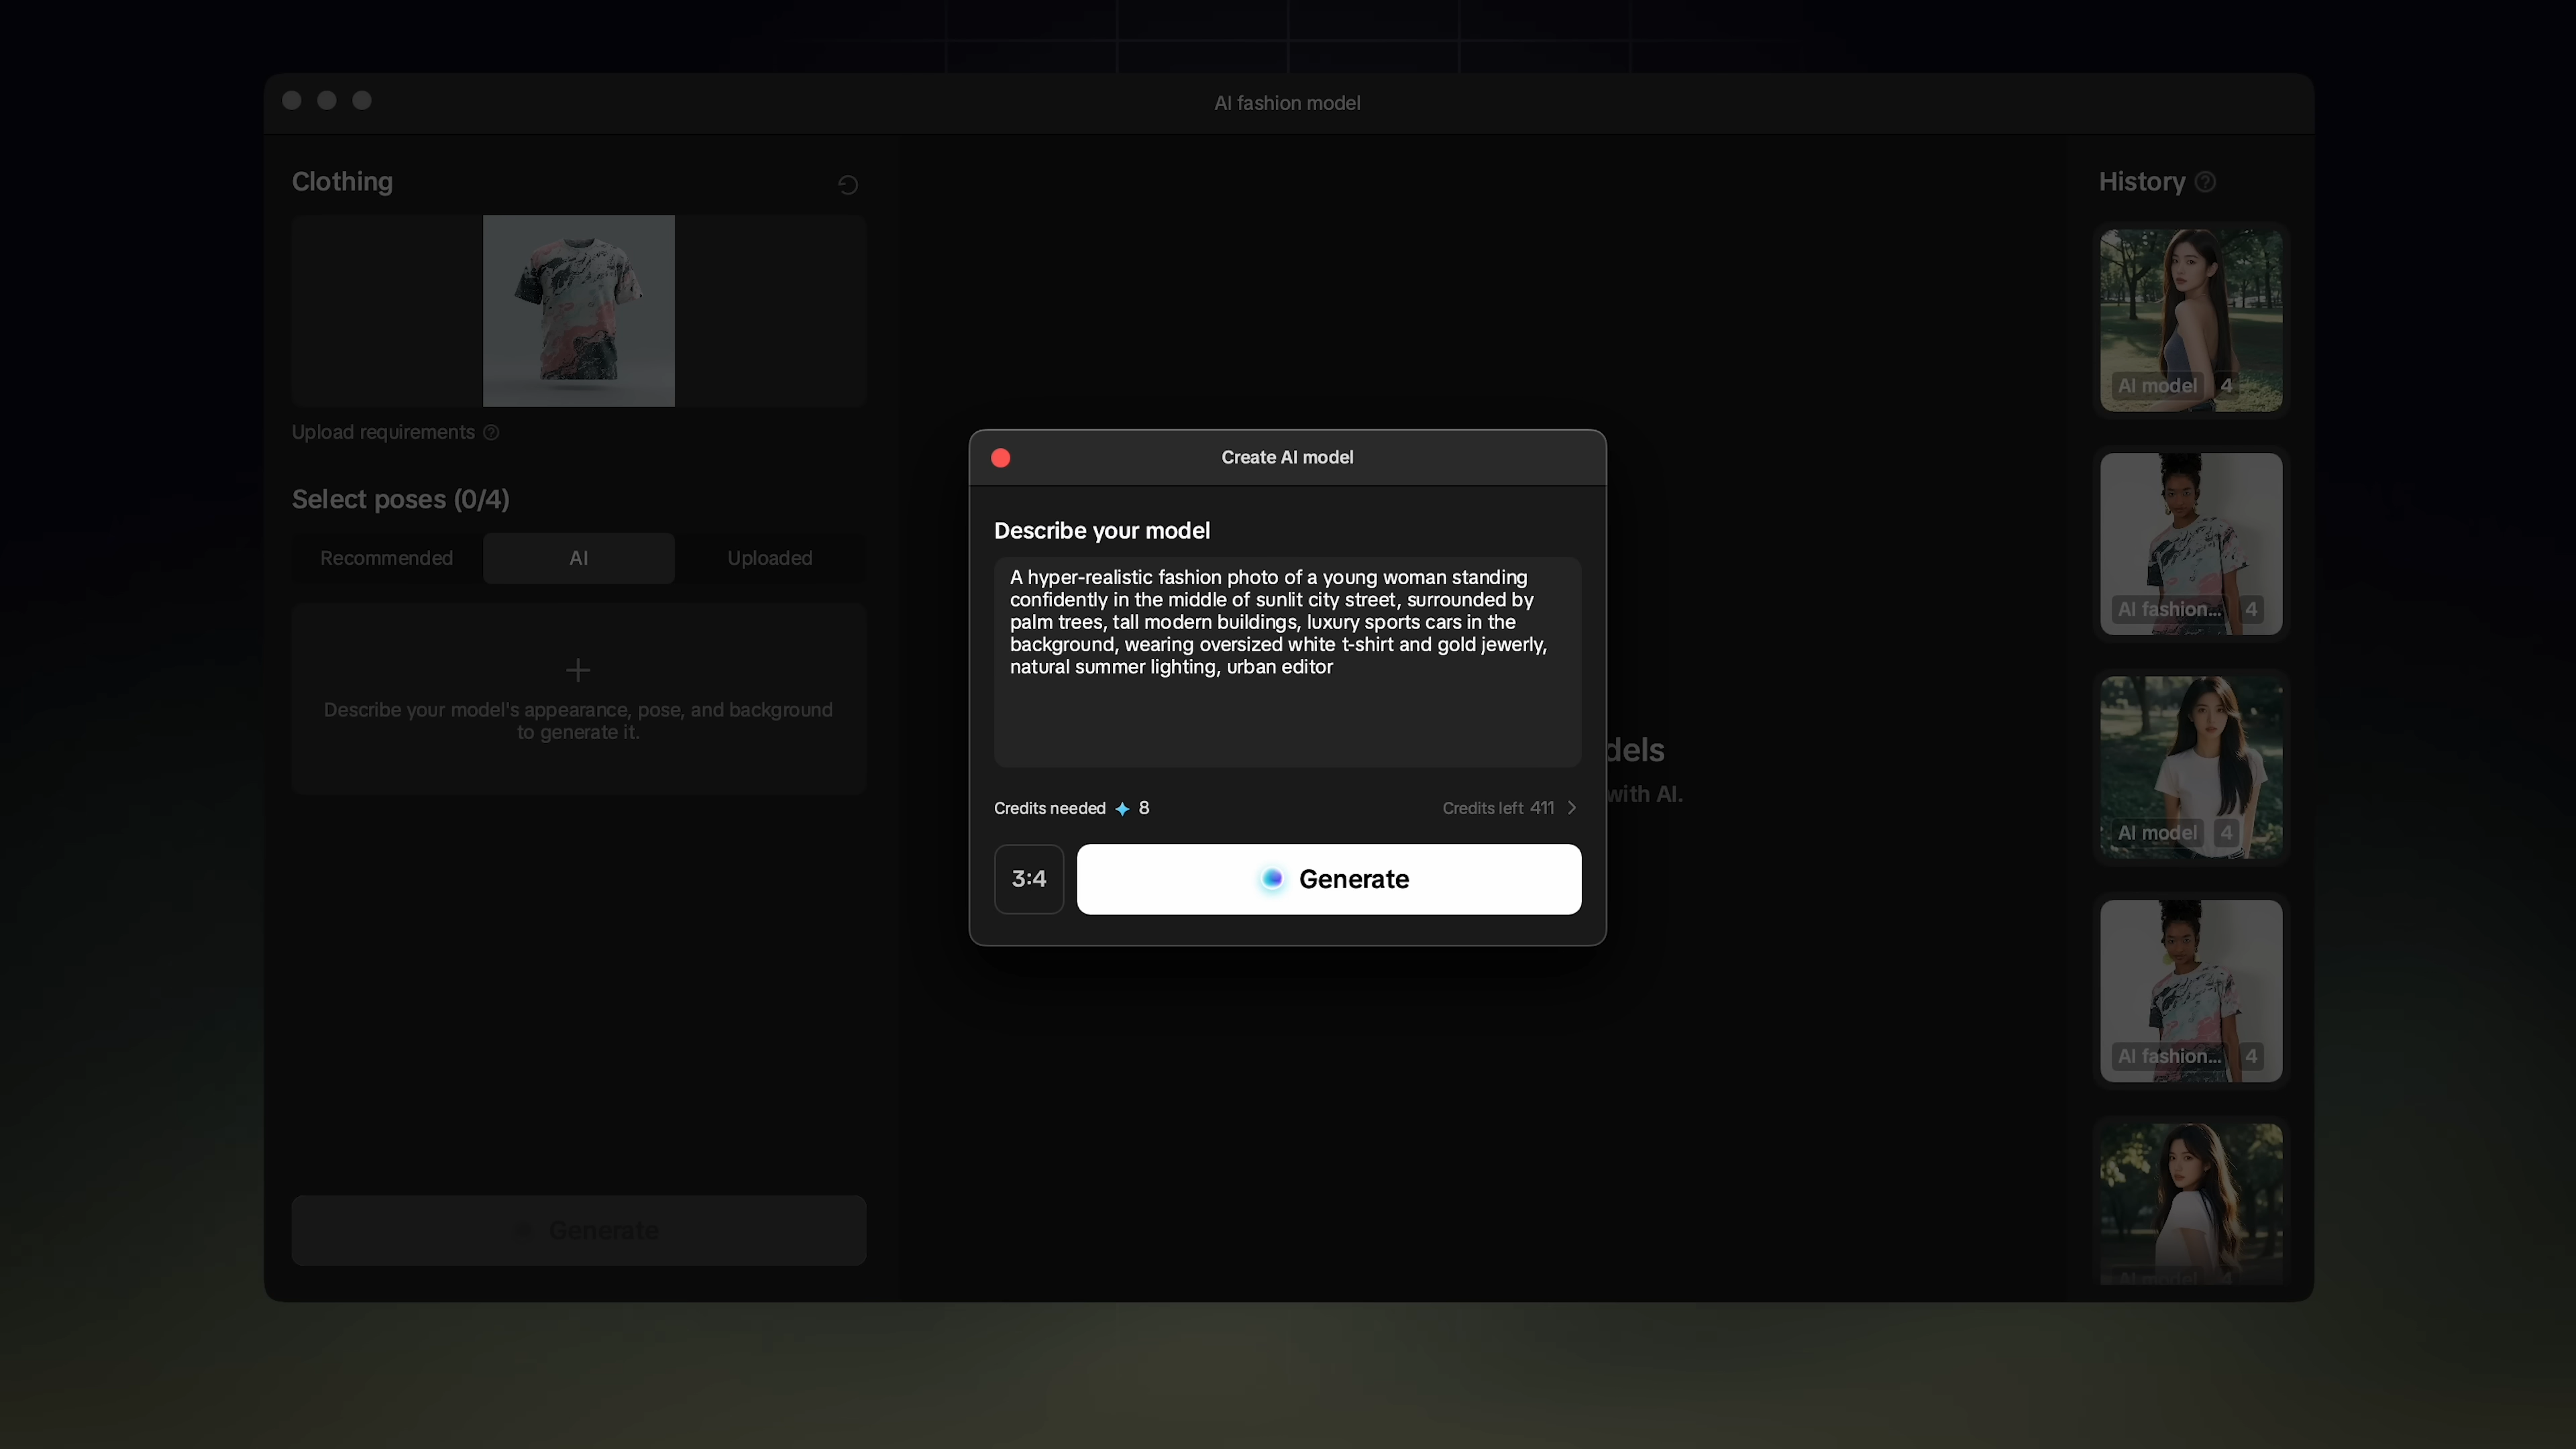 AI fashion model
Clothing
Upload requirements
Select poses (0/4)
Recommended
AI
Uploaded
Describe your model's appearance, pose, and background
to generate it.
Generate
Create AI model
Describe your model
A hyper-realistic fashion photo of a young woman standing
confidently in the middle of sunlit city street, surrounded by
palm trees, tall modern buildings, luxury sports cars in the
background, wearing oversized white t-shirt and gold jewerly,
natural summer lighting, urban editor
Credits needed 8
Credits left 411
3:4
Generate
dels
with AI.
History
AI model 4
AI fashion... 4
AI model 4
AI fashion... 4
AI model 4